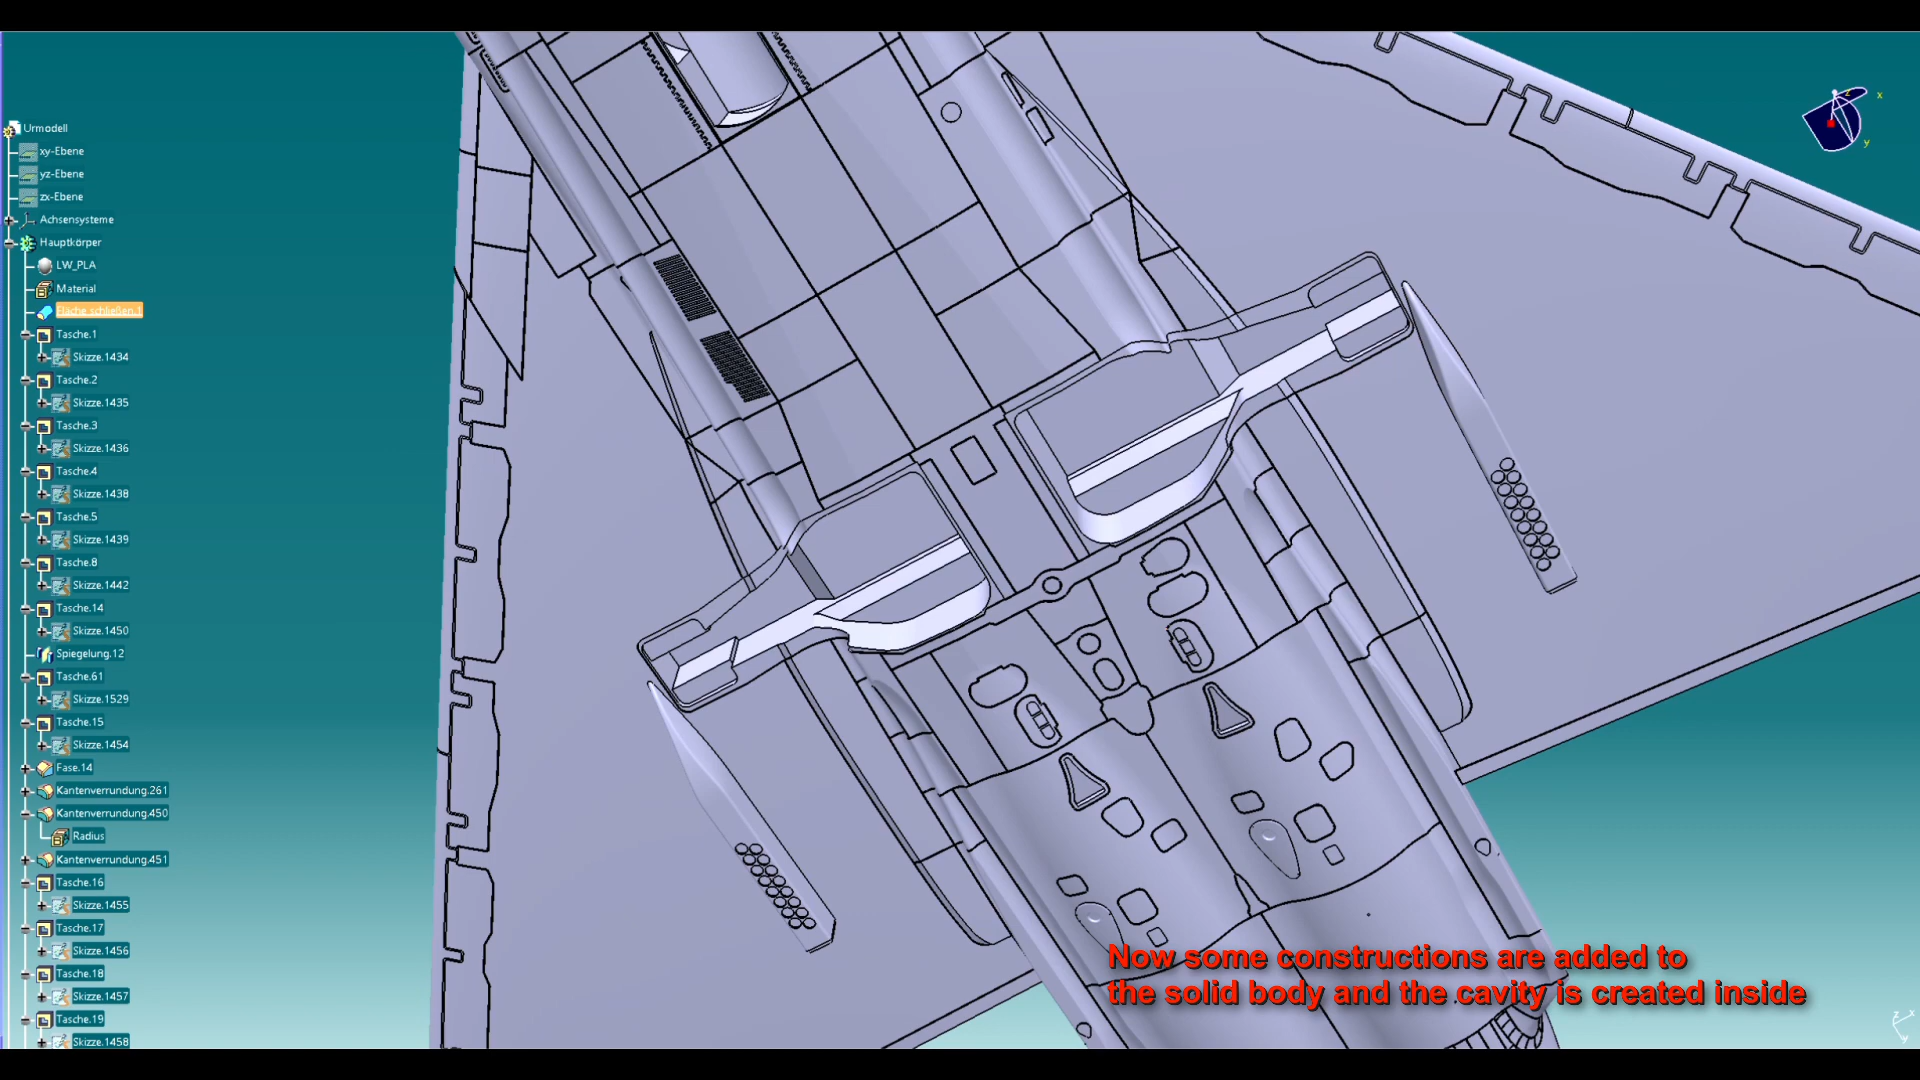 Urmodell
xy-Ebene
yz-Ebene
zx-Ebene
Achsensysteme
Hauptkörper
LW_PLA
Material
Fläche schließen.1
Tasche.1
Skizze.1434
Tasche.2
Skizze.1435
Tasche.3
Skizze.1436
Tasche.4
Skizze.1438
Tasche.5
Skizze.1439
Tasche.8
Skizze.1442
Tasche.14
Skizze.1450
Spiegelung.12
Tasche.61
Skizze.1529
Tasche.15
Skizze.1454
Fase.14
Kantenverrundung.261
Kantenverrundung.450
Radius
Kantenverrundung.451
Tasche.16
Skizze.1455
Tasche.17
Skizze.1456
Tasche.18
Skizze.1457
Tasche.19
Skizze.1458
z
x
y
Now some constructions are added to
the solid body and the cavity is created inside
z
x
y